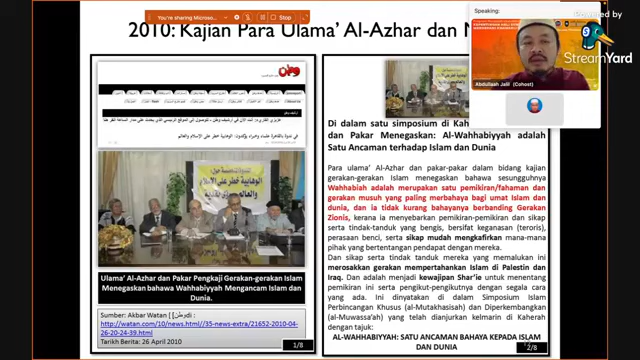 You're sharing Microso...
Stop
2010: Kajian Para Ulama' Al-Azhar dan
Speaking:
Abdullaah Jalil (Cohost)
Powered by
StreamYard
وطن
الوهابية خطر على الإسلام
والعالم
Ulama' Al-Azhar dan Pakar Pengkaji Gerakan-gerakan Islam
Menegaskan bahawa Wahhabiyyah Mengancam Islam dan
Dunia.
Sumber: Akbar Watan
http://watan.com/10/news.html//35-news-extra/21652-2010-04-
26-20-24-39.html
Tarikh Berita: 26 April 2010
1/8
Di dalam satu simposium di Kaherah
dan Pakar Menegaskan: Al-Wahhabiyyah adalah
Satu Ancaman terhadap Islam dan Dunia
Para ulama' Al-Azhar dan pakar-pakar dalam bidang kajian
gerakan-gerakan Islam menegaskan bahawa sesungguhnya
Wahhabiah adalah merupakan satu pemikiran/fahaman dan
gerakan musuh yang paling merbahaya bagi umat Islam dan
dunia, dan ia tidak kurang bahayanya berbanding Gerakan
Zionis, kerana ia menyebarkan pemikiran-pemikiran dan sikap
serta tindak-tanduk yang bengis, bersifat keganasan (teroris),
perasaan benci, serta sikap mudah mengkafirkan mana-mana
pihak yang bertentangan pendapat dengan mereka.
Dan sikap serta tindak tanduk mereka yang memalukan ini
merosakkan gerakan mempertahankan Islam di Palestin dan
Iraq. Dan adalah menjadi kewajipan Shar'ie untuk menentang
pemikiran ini serta pengikut-pengikutnya dengan segala cara
yang ada. Ini dinyatakan di dalam Simposium Islam
Perbincangan Khusus (al-Mutakhasisah) dan Diperkembangkan
(al-Muwassa'ah) yang telah dianjurkan kelmarin di Kaherah
dengan tajuk:
AL-WAHHABIYYAH: SATU ANCAMAN BAHAYA KEPADA ISLAM
DAN DUNIA
2/8